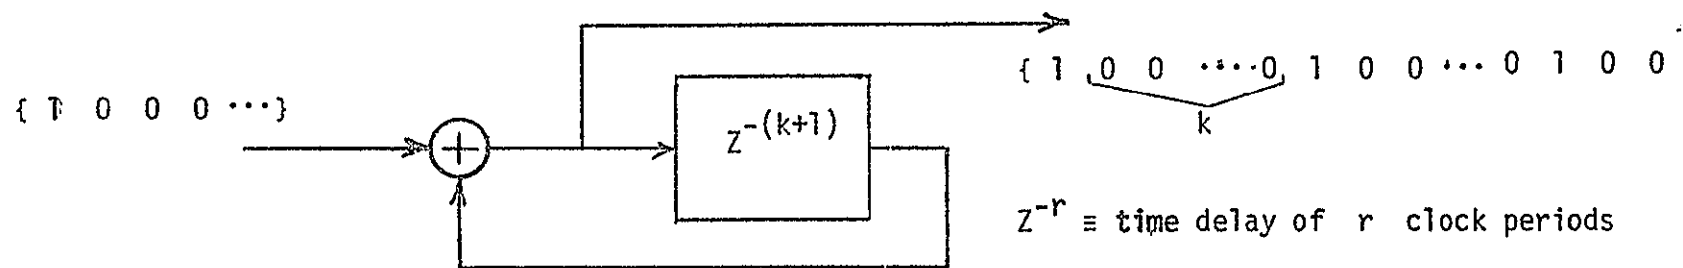 { 1 0 0 0 ···}
+
Z-(k+1)
{ 1 0 0 ····0 1 0 0 ··· 0 1 0 0
k
Z-r ≡ time delay of r clock periods